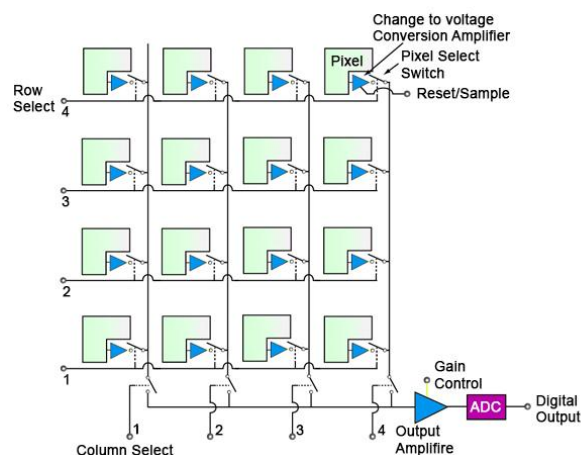 Change to voltage
Conversion Amplifier
Pixel
Pixel Select
Switch
Row
Select
4
Reset/Sample
3
2
1
Gain
Control
ADC
Digital
Output
1
2
3
4
Column Select
Output
Amplifire